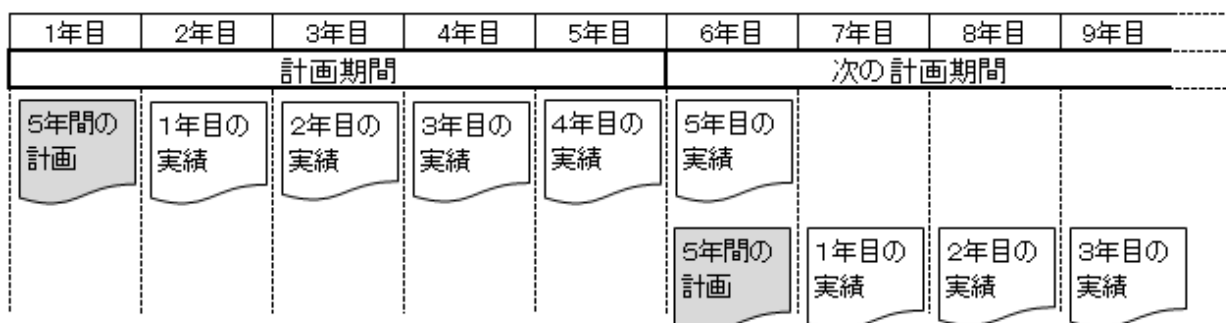 1年目 2年目 3年目 4年目 5年目 6年目 7年目 8年目 9年目
計画期間 次の計画期間
5年間の 1年目の 2年目の 3年目の 4年目の 5年目の
計画 実績 実績 実績 実績 実績
5年間の 1年目の 2年目の 3年目の
計画 実績 実績 実績